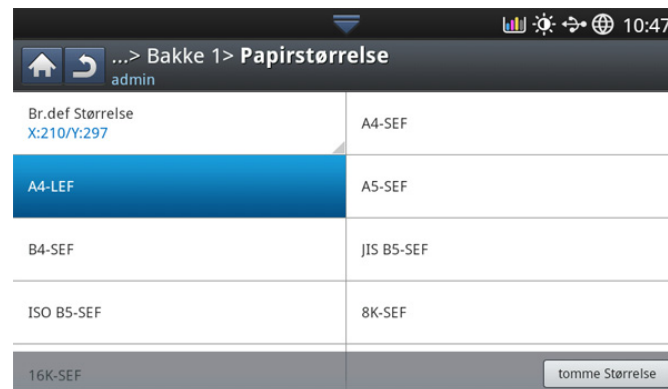 10:47
...> Bakke 1> Papirstørrelse
admin
Br.def Størrelse
X:210/Y:297
A4-SEF
A4-LEF
A5-SEF
B4-SEF
JIS B5-SEF
ISO B5-SEF
8K-SEF
16K-SEF
tomme Størrelse